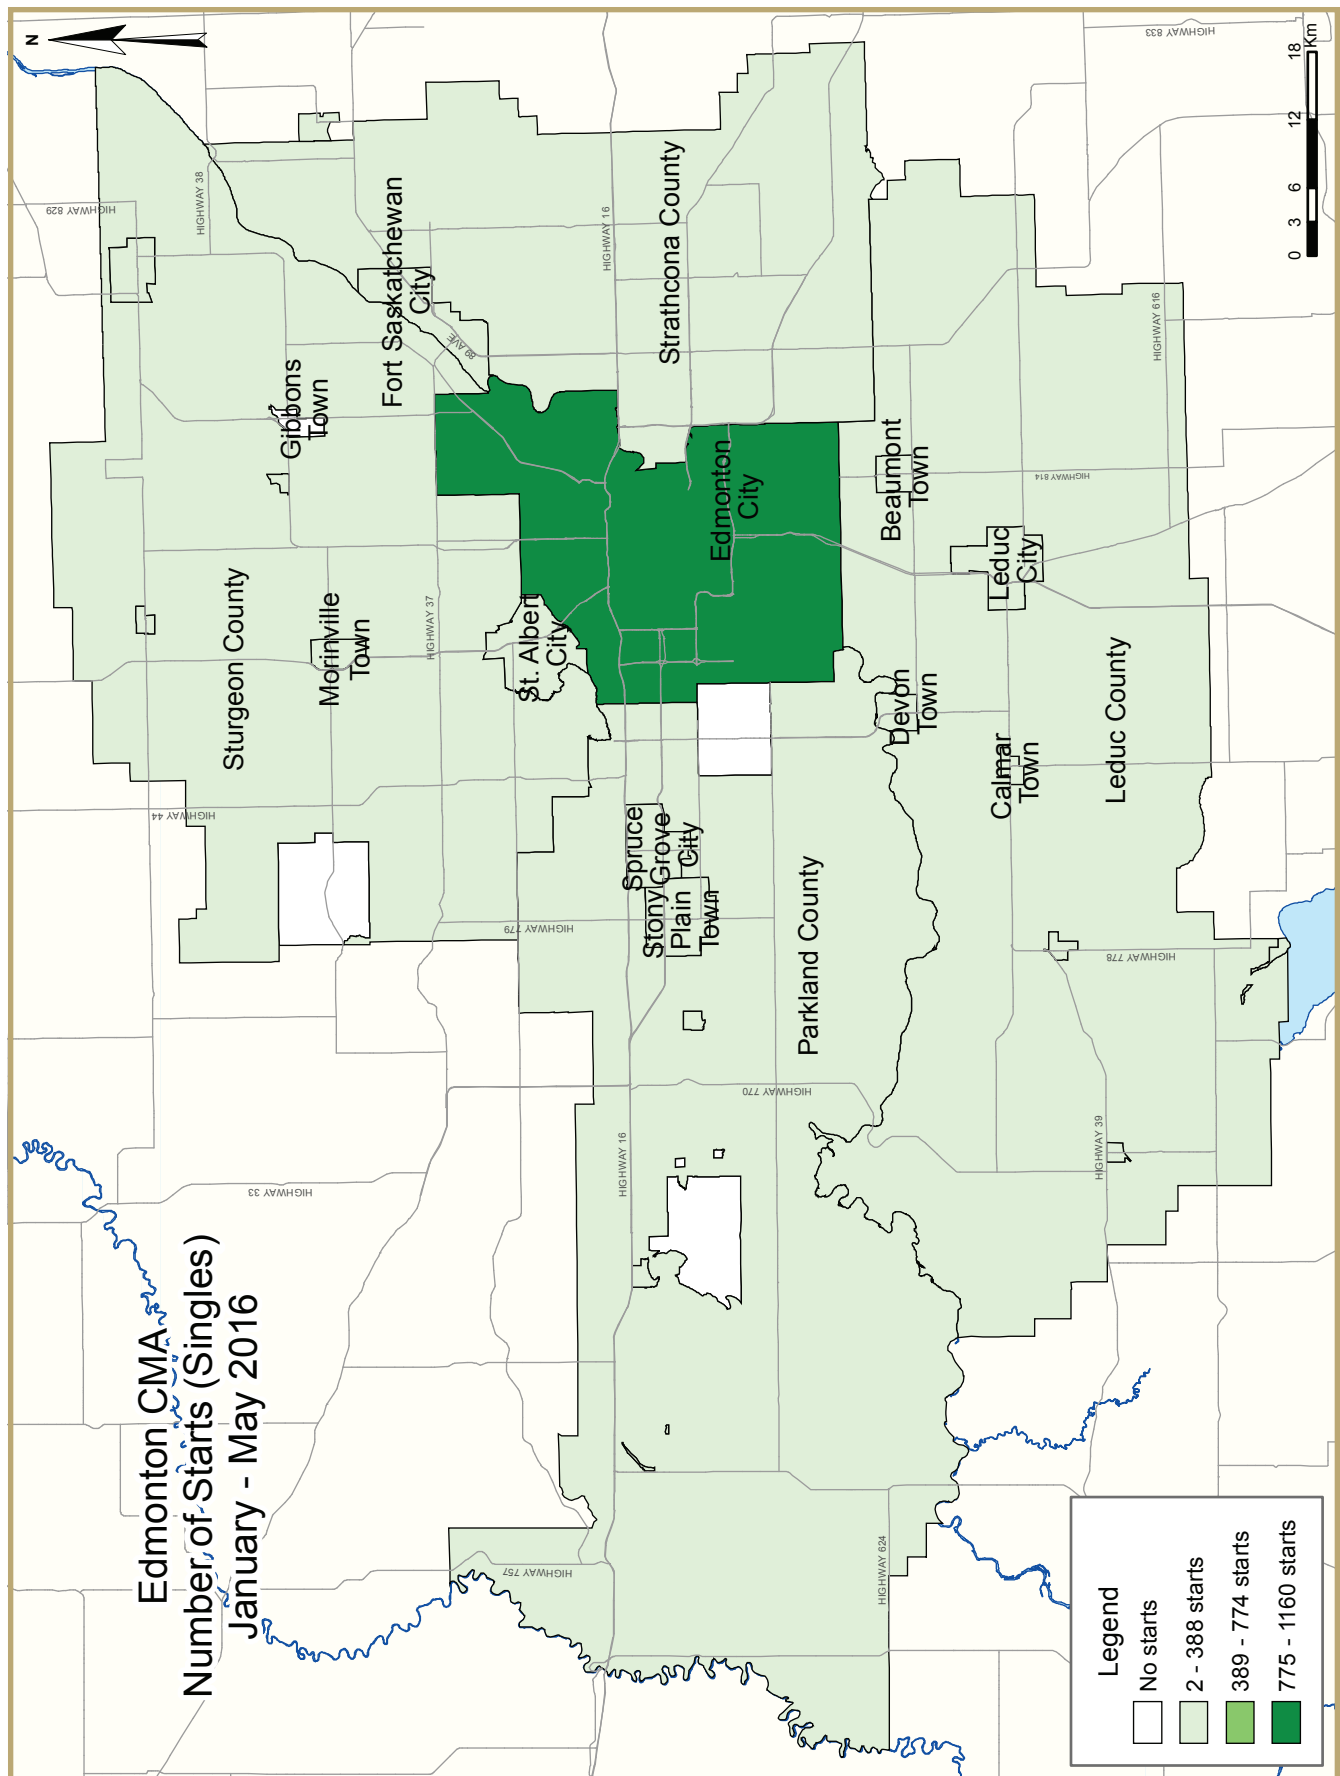 Edmonton CMA
Number of Starts (Singles)
January - May 2016
N
HIGHWAY 829
HIGHWAY 38
HIGHWAY 833
HIGHWAY 44
Sturgeon County
Gibbons
Town
Morinville
Town
Fort Saskatchewan
City
HIGHWAY 37
89 AVE
HIGHWAY 33
HIGHWAY 779
St. Albert
City
HIGHWAY 757
HIGHWAY 16
HIGHWAY 16
Spruce
Grove
City
Stony
Plain
Town
Strathcona County
Edmonton
City
HIGHWAY 770
Parkland County
HIGHWAY 624
Devon
Town
Beaumont
Town
Calmar
Town
Leduc
City
HIGHWAY 814
HIGHWAY 39
HIGHWAY 778
Leduc County
HIGHWAY 616
Legend
No starts
2 - 388 starts
389 - 774 starts
775 - 1160 starts
0 3 6 12 18
Km